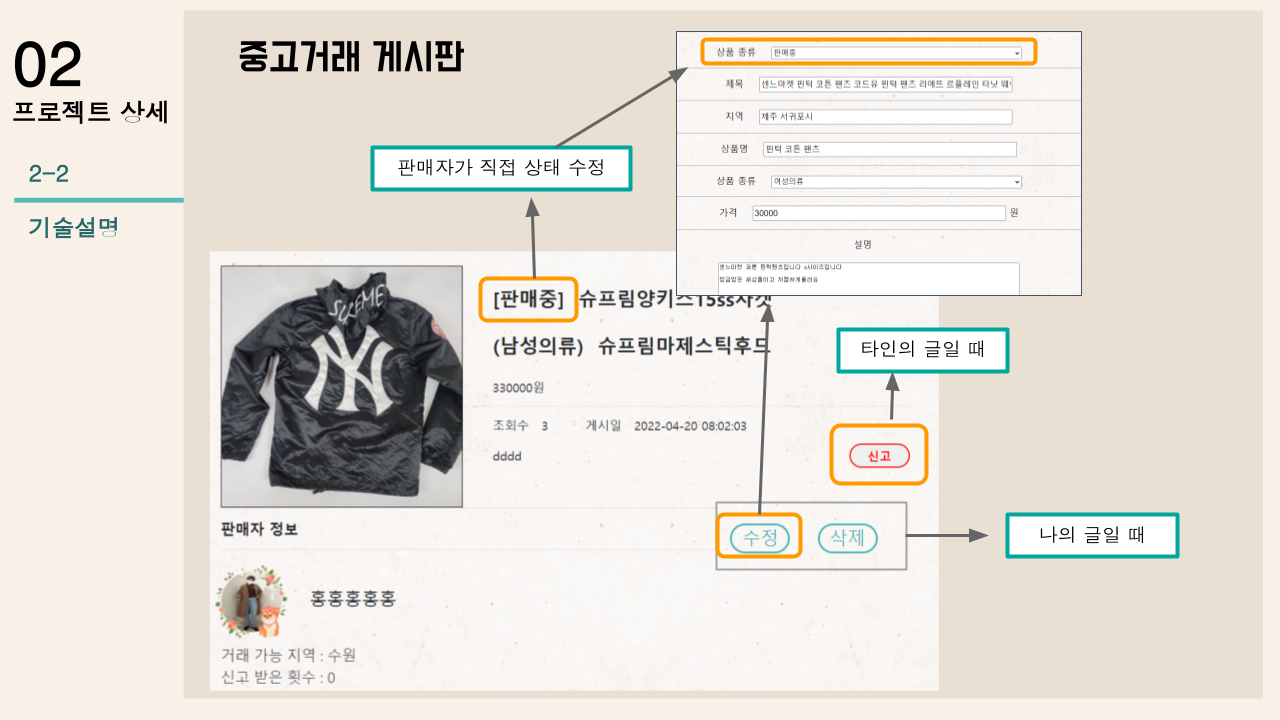 02
프로젝트 상세
2-2
기술설명
중고거래 게시판
판매자가 직접 상태 수정
상품 종류 판매중
제목 센느마켓 핀턱 코튼 팬츠 코드유 핀턱 팬츠 리에뜨 르플레인 타낫
지역 제주 서귀포시
상품명 핀턱 코튼 팬츠
상품 종류 여성의류
가격 30000 원
설명
센느마켓 코튼 핀턱팬츠입니다 s사이즈입니다
방금받은 새상품이고 저렴하게올려요
[판매중] 슈프림양키스15ss자켓
(남성의류) 슈프림마제스틱후드
330000원
조회수 3 게시일 2022-04-20 08:02:03
dddd
타인의 글일 때
신고
수정 삭제
나의 글일 때
판매자 정보
홍홍홍홍홍
거래 가능 지역 : 수원
신고 받은 횟수 : 0
NY